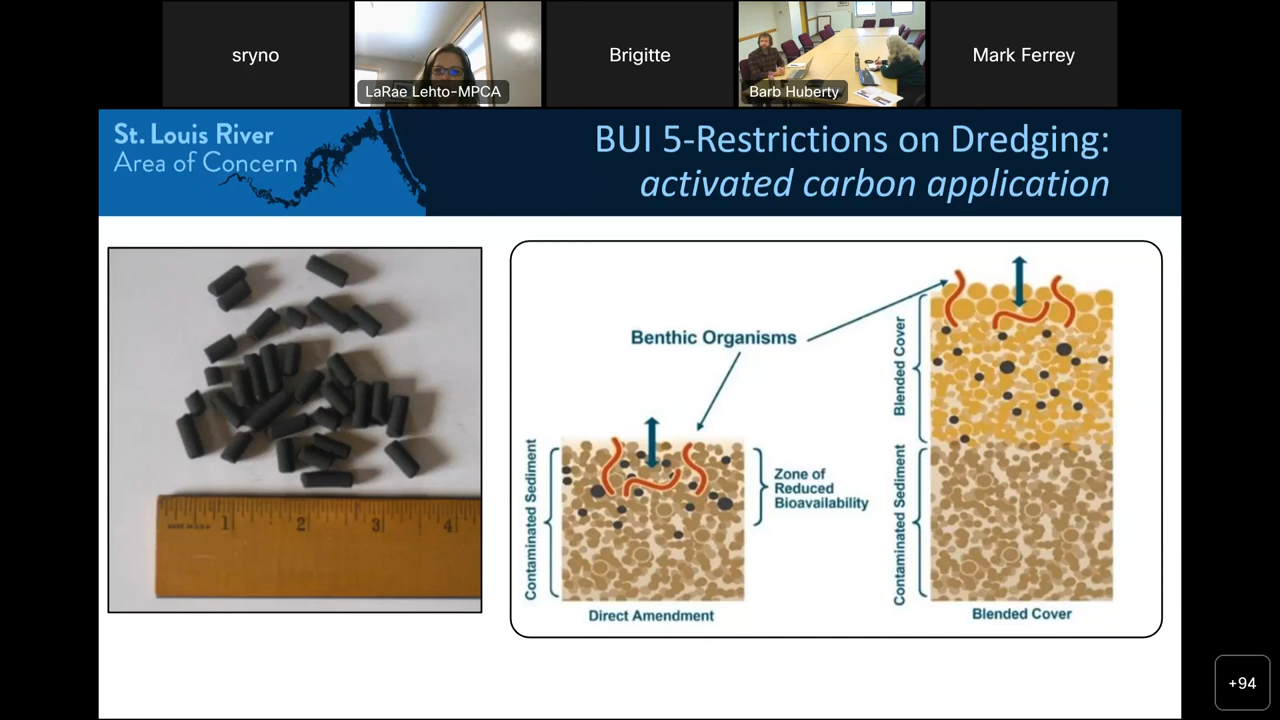 sryno
LaRae Lehto-MPCA
Brigitte
Barb Huberty
Mark Ferrey
St. Louis River
Area of Concern
BUI 5-Restrictions on Dredging:
activated carbon application
1
2
3
4
Benthic Organisms
Contaminated Sediment
Zone of
Reduced
Bioavailability
Direct Amendment
Blended Cover
Contaminated Sediment
Blended Cover
+94